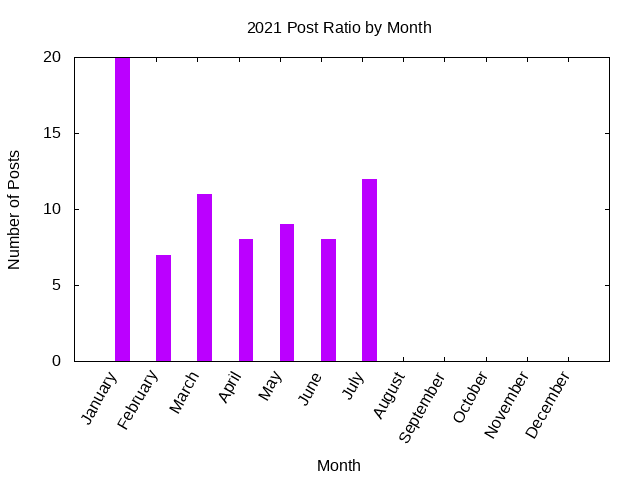 2021 Post Ratio by Month
Number of Posts
20
15
10
5
0
January
February
March
April
May
June
July
August
September
October
November
December
Month